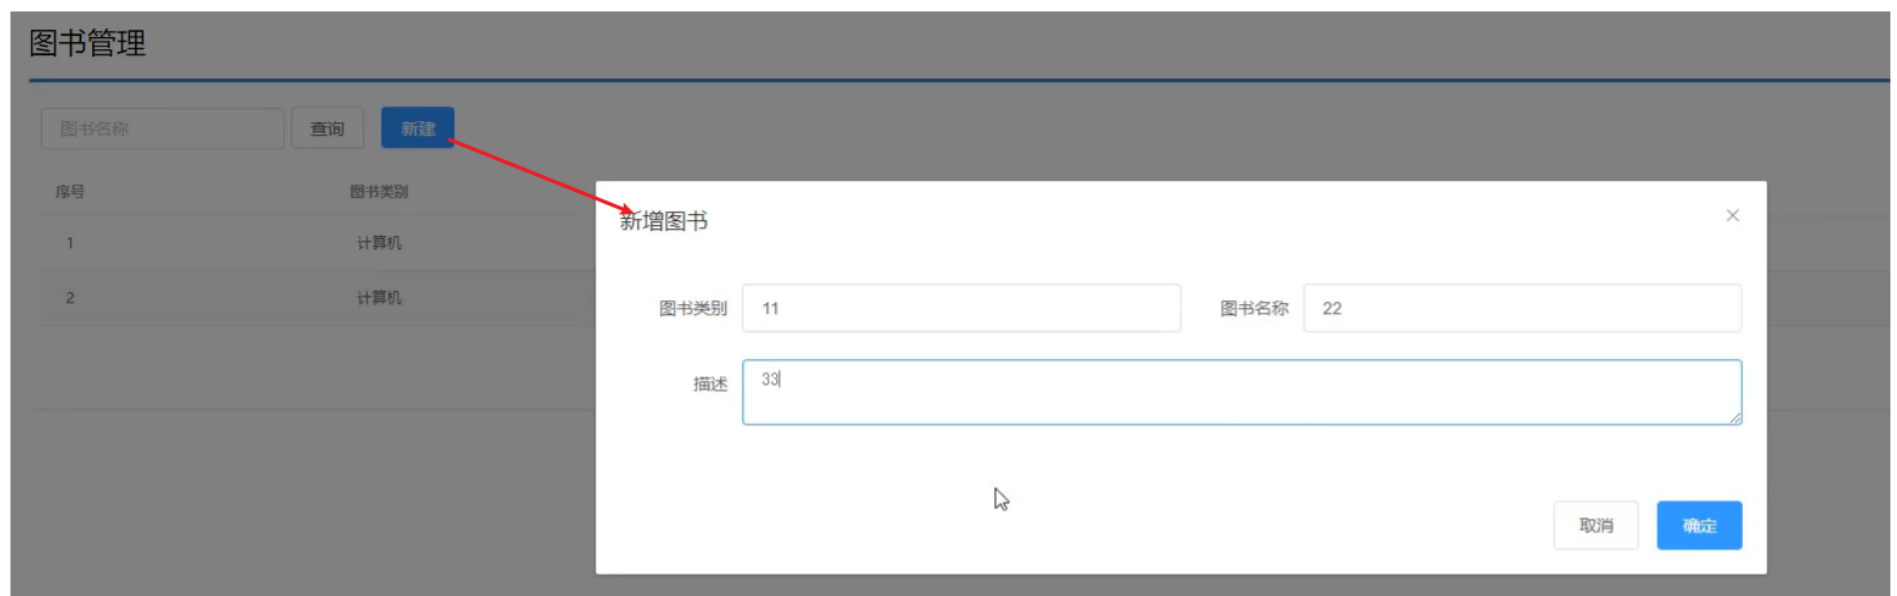 图书管理
图书名称 查询 新建
序号 图书类别
1 计算机
2 计算机
新增图书
图书类别 11 图书名称 22
描述 33
取消 确定